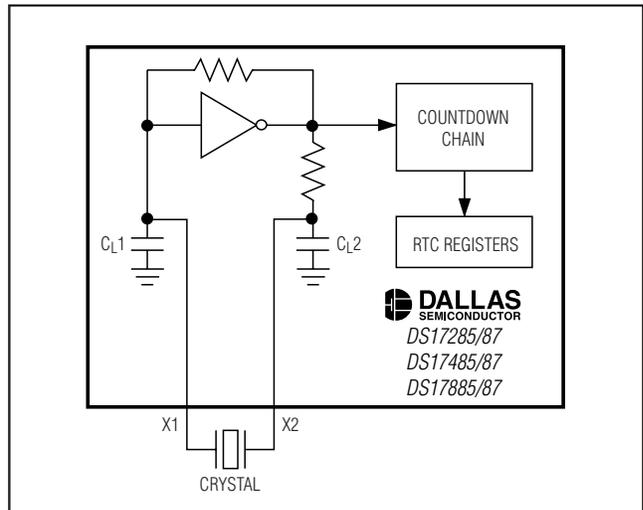 COUNTDOWN
CHAIN
CL1
CL2
RTC REGISTERS
DALLAS
SEMICONDUCTOR
DS17285/87
DS17485/87
DS17885/87
X1
X2
CRYSTAL